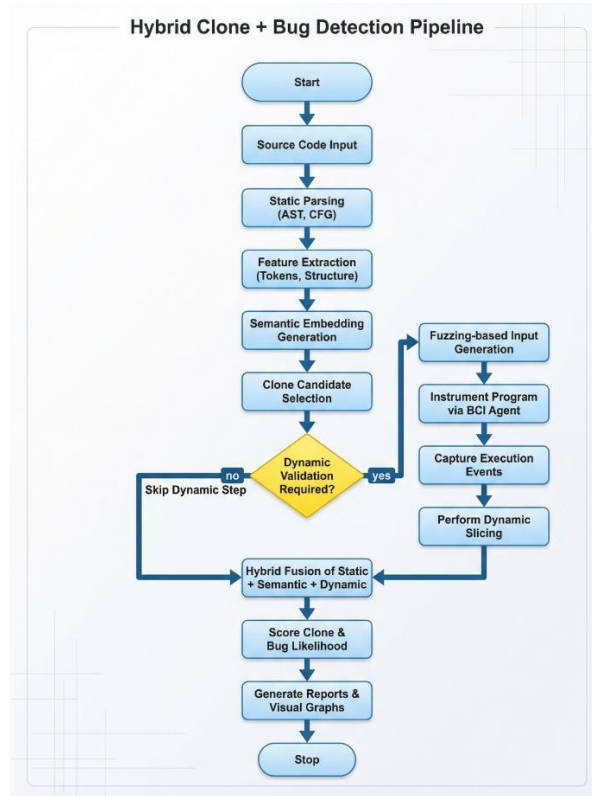 Hybrid Clone + Bug Detection Pipeline
Start
Source Code Input
Static Parsing
(AST, CFG)
Feature Extraction
(Tokens, Structure)
Semantic Embedding
Generation
Clone Candidate
Selection
Dynamic
Validation
Required?
no
Skip Dynamic Step
yes
Fuzzing-based Input
Generation
Instrument Program
via BCI Agent
Capture Execution
Events
Perform Dynamic
Slicing
Hybrid Fusion of Static
+ Semantic + Dynamic
Score Clone &
Bug Likelihood
Generate Reports &
Visual Graphs
Stop